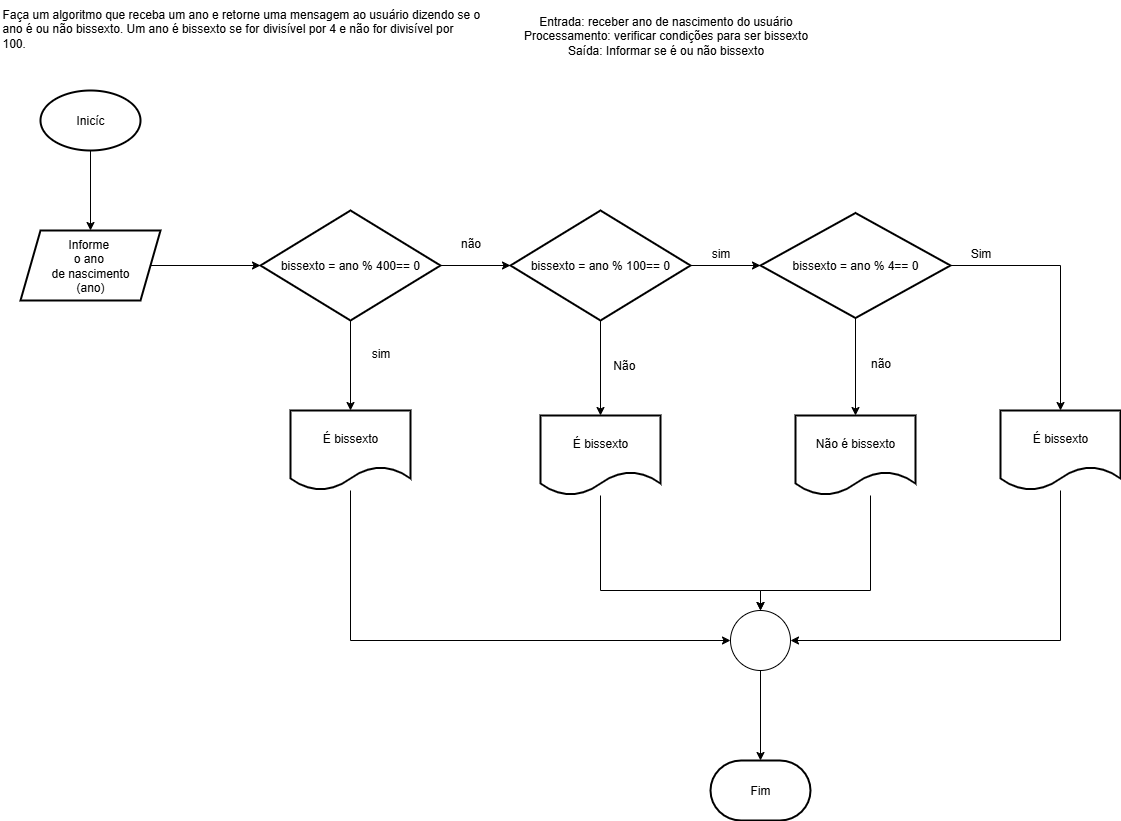 Faça um algoritmo que receba um ano e retorne uma mensagem ao usuário dizendo se o
ano é ou não bissexto. Um ano é bissexto se for divisível por 4 e não for divisível por
100.
Entrada: receber ano de nascimento do usuário
Processamento: verificar condições para ser bissexto
Saída: Informar se é ou não bissexto
Inicíc
Informe
o ano
de nascimento
(ano)
bissexto = ano % 400== 0
não
bissexto = ano % 100== 0
sim
bissexto = ano % 4== 0
Sim
sim
Não
não
É bissexto
É bissexto
Não é bissexto
É bissexto
Fim